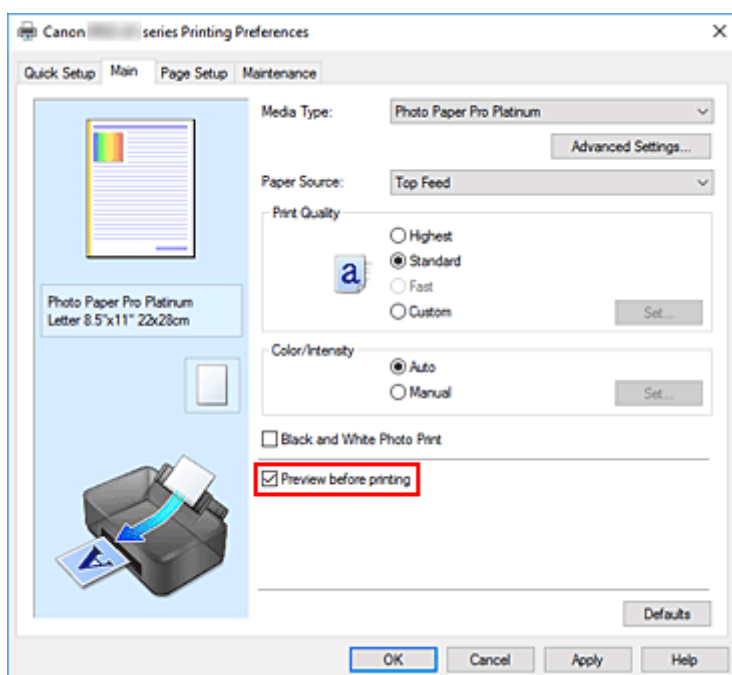 Canon series Printing Preferences
Quick Setup Main Page Setup Maintenance
Media Type: Photo Paper Pro Platinum
Advanced Settings...
Paper Source: Top Feed
Print Quality
Highest
a Standard
Fast
Custom Set...
Photo Paper Pro Platinum
Letter 8.5"x11" 22x28cm
Color/Intensity
Auto
Manual Set...
Black and White Photo Print
Preview before printing
A
Defaults
OK Cancel Apply Help